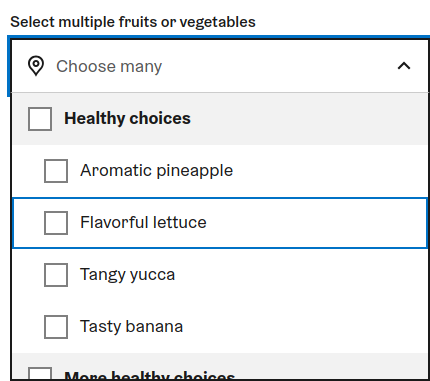 Select multiple fruits or vegetables
Choose many
Healthy choices
Aromatic pineapple
Flavorful lettuce
Tangy yucca
Tasty banana
More healthy choices